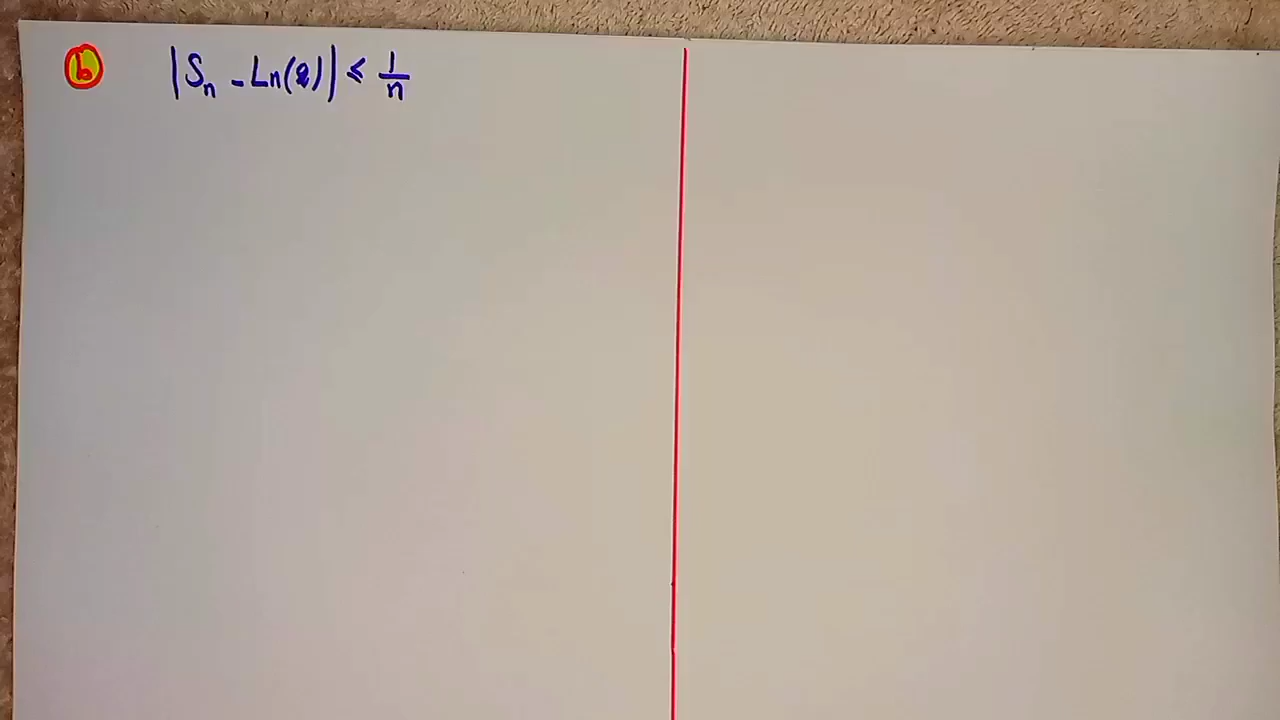 b |Sn - Ln(2)| ≤ 1/n